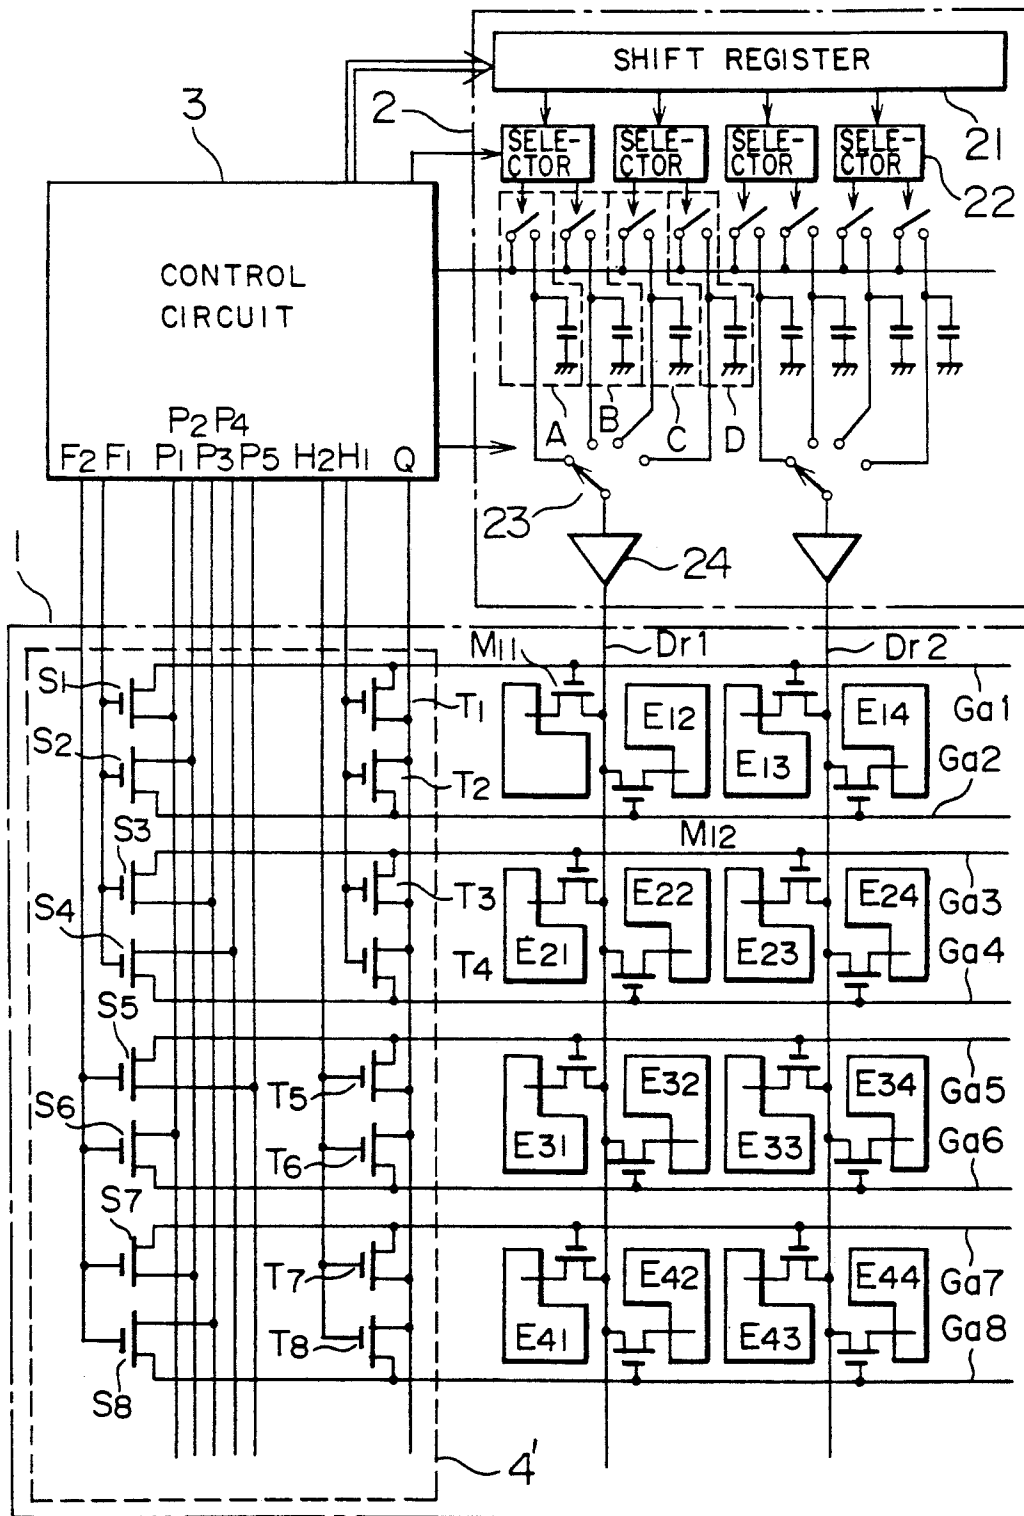 SHIFT REGISTER
2
21
3
SELE-
CTOR
SELE-
CTOR
SELE-
CTOR
SELE-
CTOR
22
CONTROL
CIRCUIT
A
B
C
D
P2 P4
F2 F1 P1 P3 P5 H2 H1 Q
23
24
1
M11
Dr1
Dr2
S1
T1
E12
E14
Ga1
S2
T2
E13
Ga2
S3
M12
T3
E22
E24
Ga3
S4
T4
E21
E23
Ga4
S5
T5
E32
E34
Ga5
S6
T6
E31
E33
Ga6
S7
T7
E42
E44
Ga7
S8
T8
E41
E43
Ga8
4'